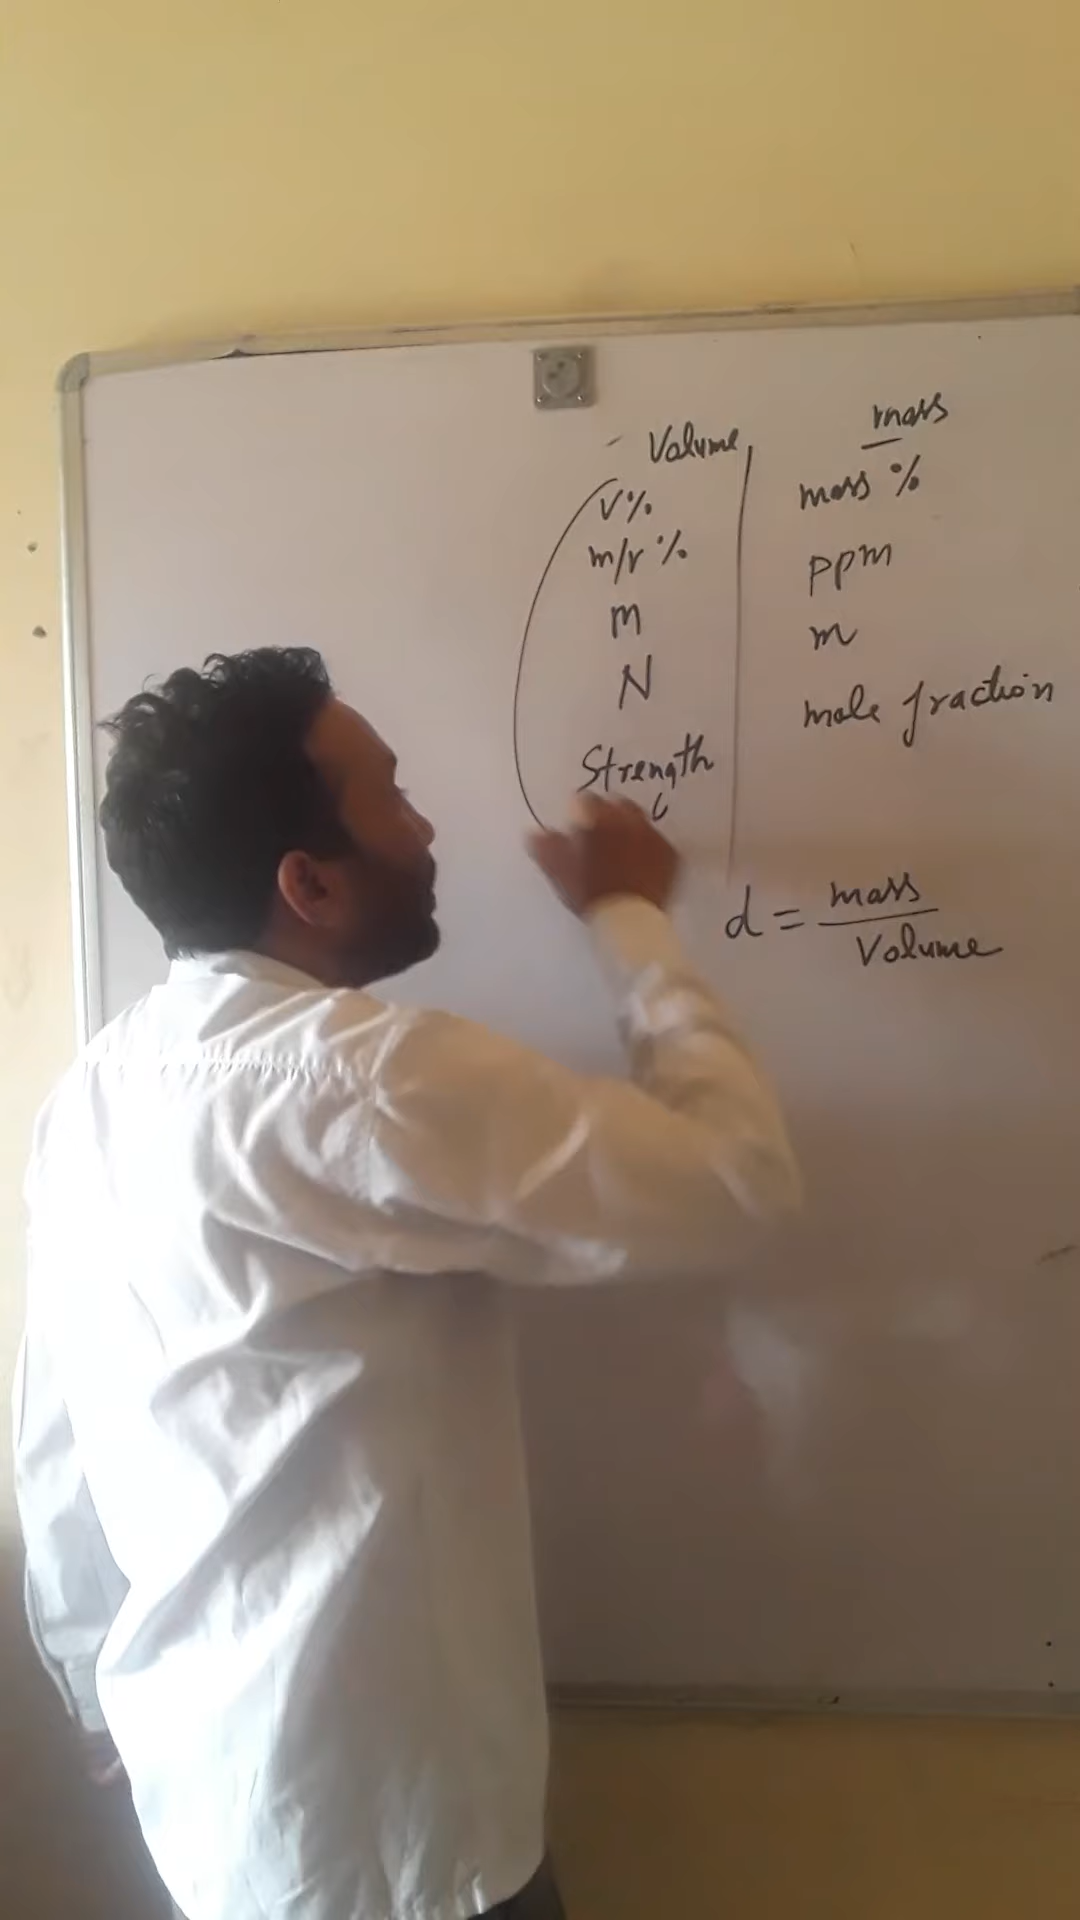 Volume
V%
m/v %
M
N
Strength
mass
mass %
ppm
m
mole fraction
d = mass / Volume